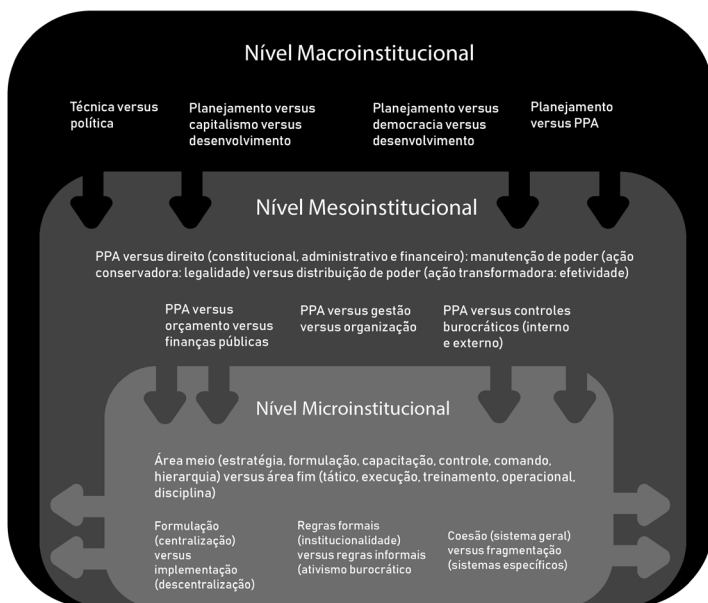 Nível Macroinstitucional
Técnica versus
política
Planejamento versus
capitalismo versus
desenvolvimento
Planejamento versus
democracia versus
desenvolvimento
Planejamento
versus PPA
Nível Mesoinstitucional
PPA versus direito (constitucional, administrativo e financeiro): manutenção de poder (ação
conservadora: legalidade) versus distribuição de poder (ação transformadora: efetividade)
PPA versus
orçamento versus
finanças públicas
PPA versus gestão
versus organização
PPA versus controles
burocráticos (interno
e externo)
Nível Microinstitucional
Área meio (estratégia, formulação, capacitação, controle, comando,
hierarquia) versus área fim (tático, execução, treinamento, operacional,
disciplina)
Formulação
(centralização)
versus
implementação
(descentralização)
Regras formais
(institucionalidade)
versus regras informais
(ativismo burocrático
Coesão (sistema geral)
versus fragmentação
(sistemas específicos)